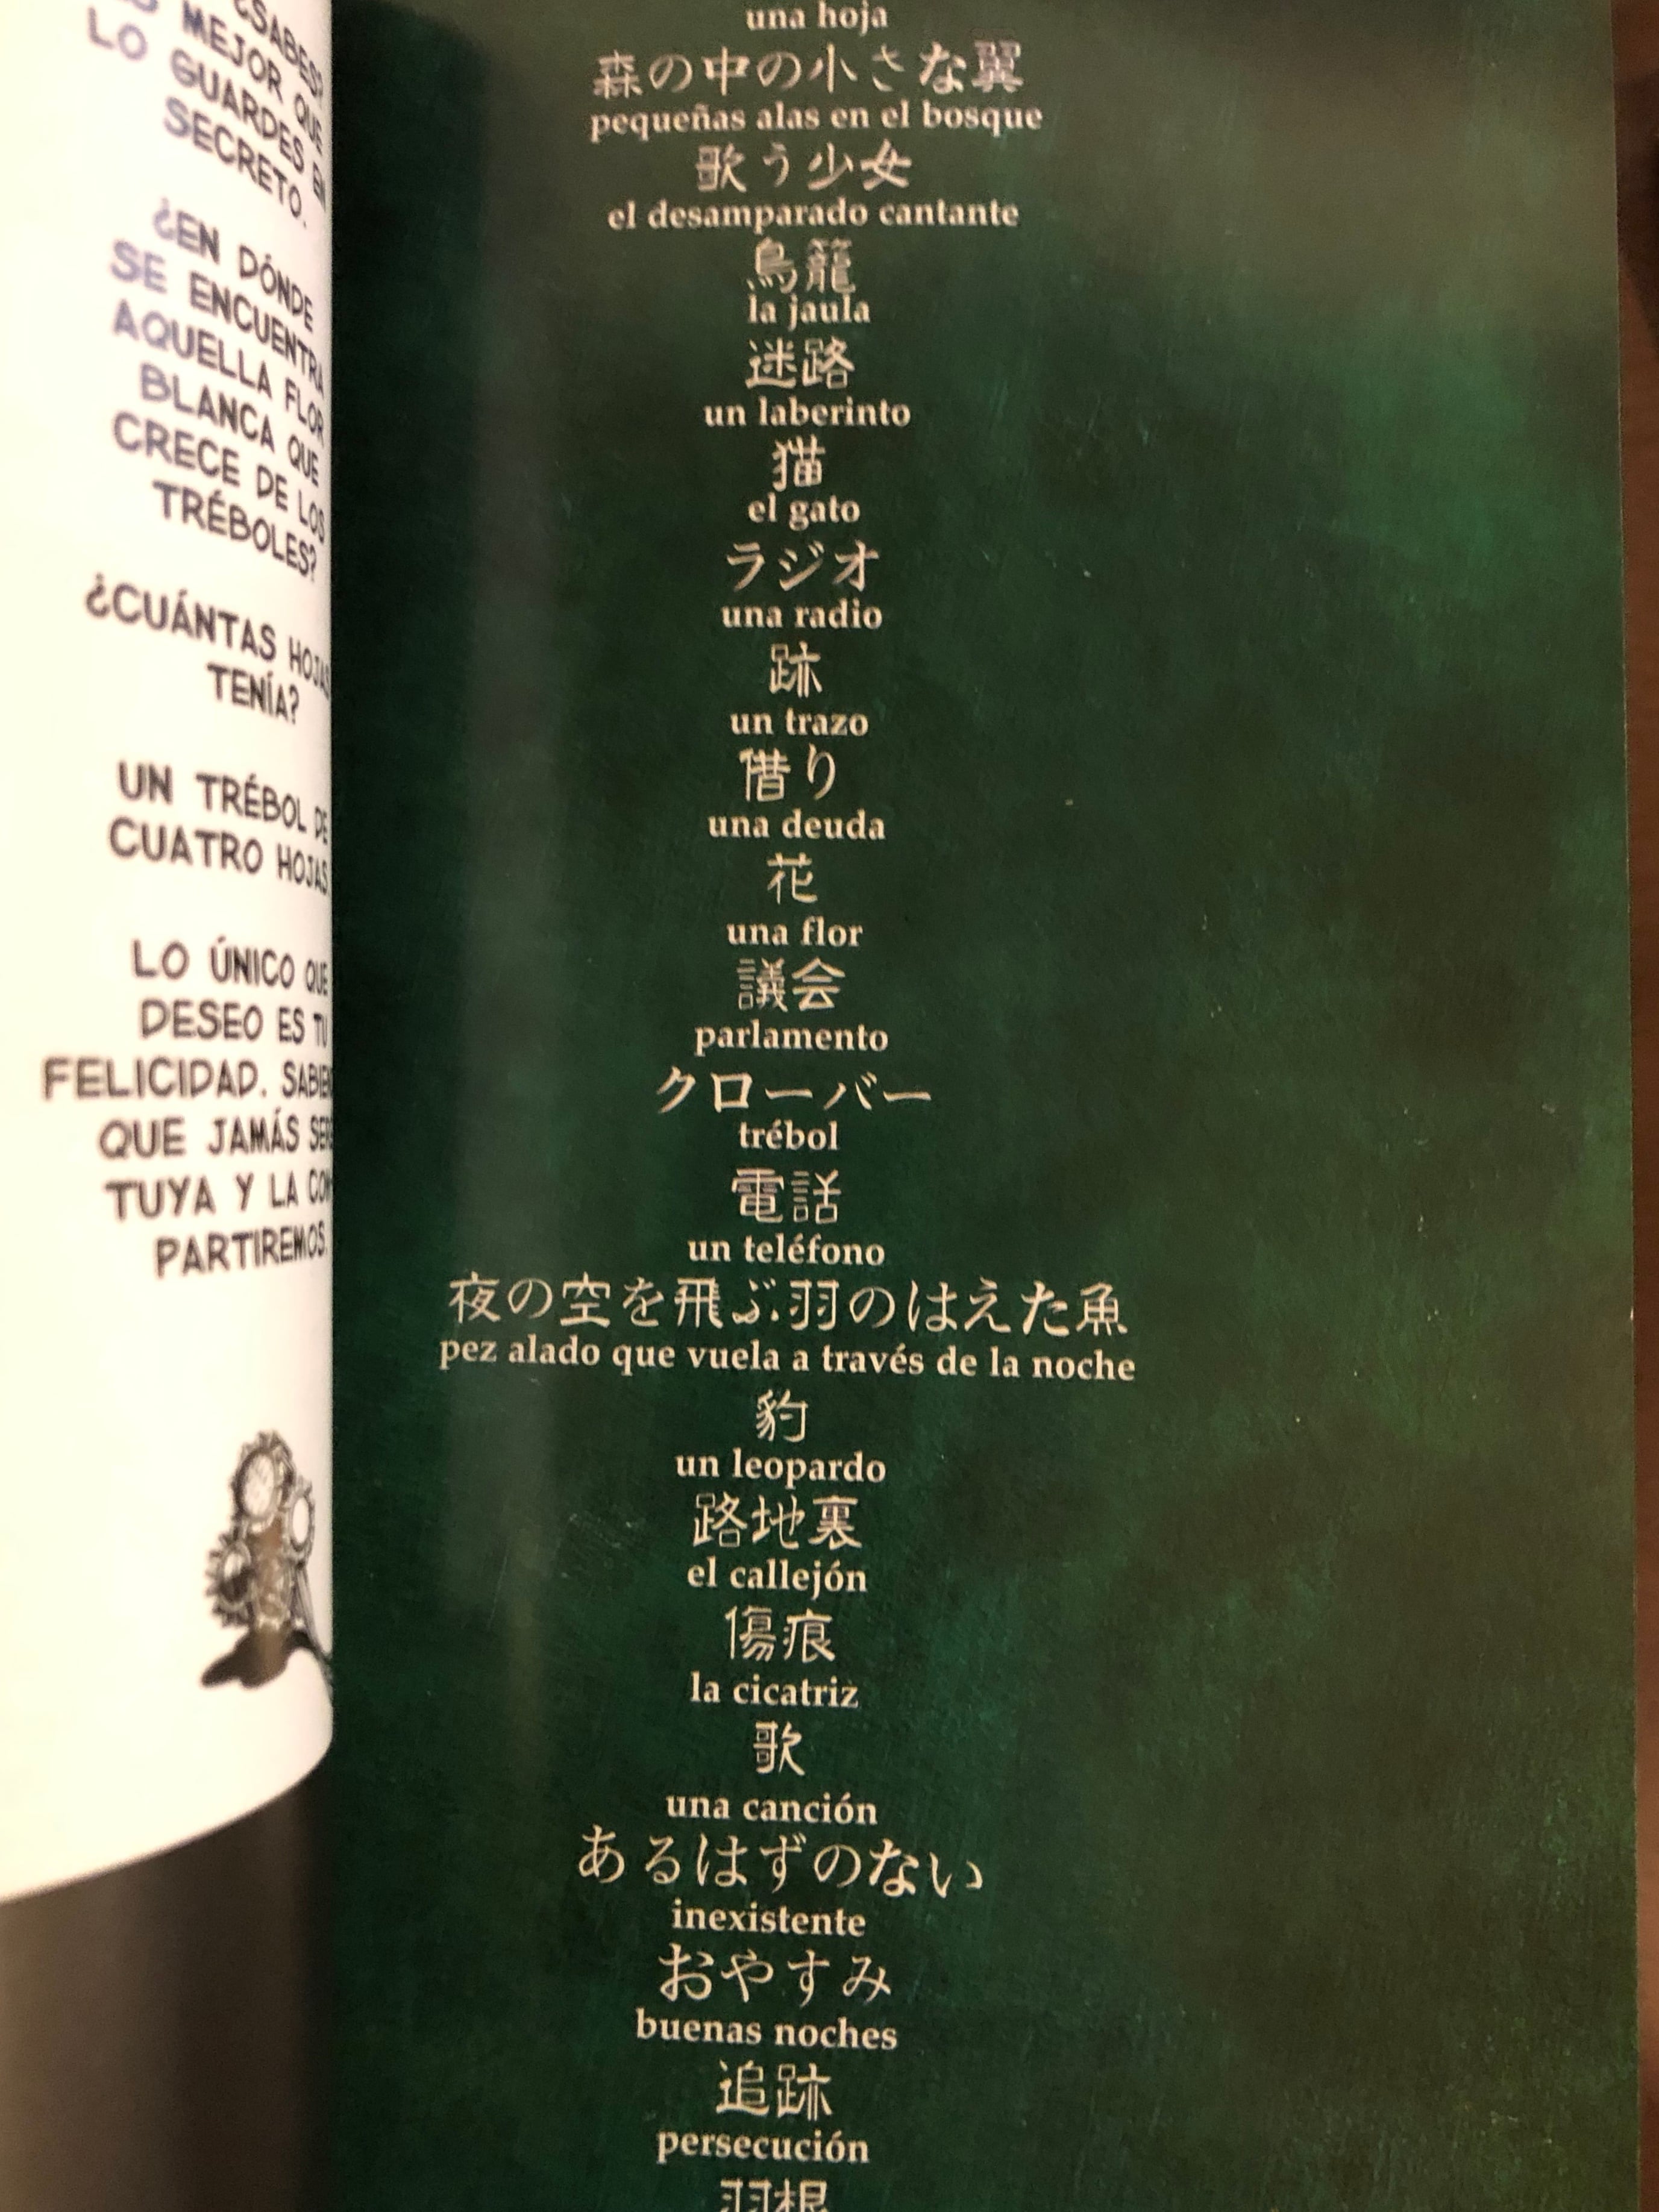 ¿SABES?
MEJOR QUE
LO GUARDES EN
SECRETO.
¿EN DÓNDE
SE ENCUENTRA
AQUELLA FLOR
BLANCA QUE
CRECE DE LOS
TRÉBOLES?
¿CUÁNTAS HOJAS
TENÍA?
UN TRÉBOL DE
CUATRO HOJAS
LO ÚNICO QUE
DESEO ES TU
FELICIDAD.
QUE JAMÁS
TUYA Y LA COM
PARTIREMOS.
una hoja
森の中の小さな翼
pequeñas alas en el bosque
歌う少女
el desamparado cantante
鳥籠
la jaula
迷路
un laberinto
猫
el gato
ラジオ
una radio
跡
un trazo
借り
una deuda
花
una flor
議会
parlamento
クローバー
trébol
電話
un teléfono
夜の空を飛ぶ羽のはえた魚
pez alado que vuela a través de la noche
豹
un leopardo
路地裏
el callejón
傷痕
la cicatriz
歌
una canción
あるはずのない
inexistente
おやすみ
buenas noches
追跡
persecución
羽根